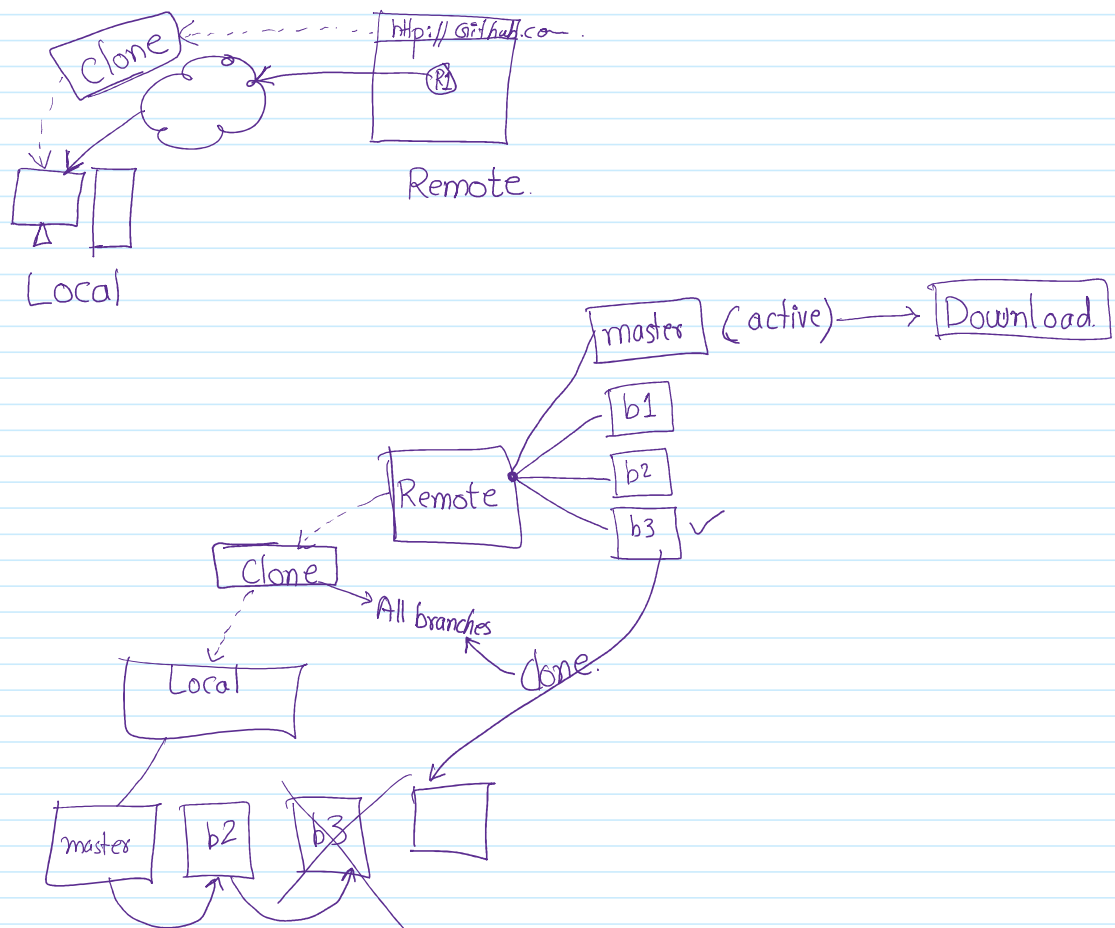 http://Github.co
Clone
R1
Remote.
Local
master (active) Download.
b1
b2
Remote
b3
Clone
All branches
Clone.
Local
master b2 b3